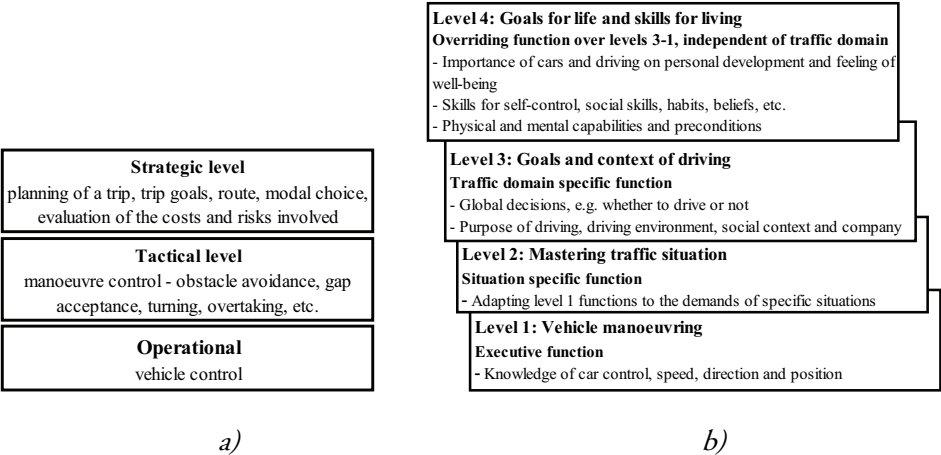 Strategic level
planning of a trip, trip goals, route, modal choice,
evaluation of the costs and risks involved
Tactical level
manoeuvre control - obstacle avoidance, gap
acceptance, turning, overtaking, etc.
Operational
vehicle control
a)
Level 4: Goals for life and skills for living
Overriding function over levels 3-1, independent of traffic domain
- Importance of cars and driving on personal development and feeling of
well-being
- Skills for self-control, social skills, habits, beliefs, etc.
- Physical and mental capabilities and preconditions
Level 3: Goals and context of driving
Traffic domain specific function
- Global decisions, e.g. whether to drive or not
- Purpose of driving, driving environment, social context and company
Level 2: Mastering traffic situation
Situation specific function
- Adapting level 1 functions to the demands of specific situations
Level 1: Vehicle manoeuvring
Executive function
- Knowledge of car control, speed, direction and position
b)